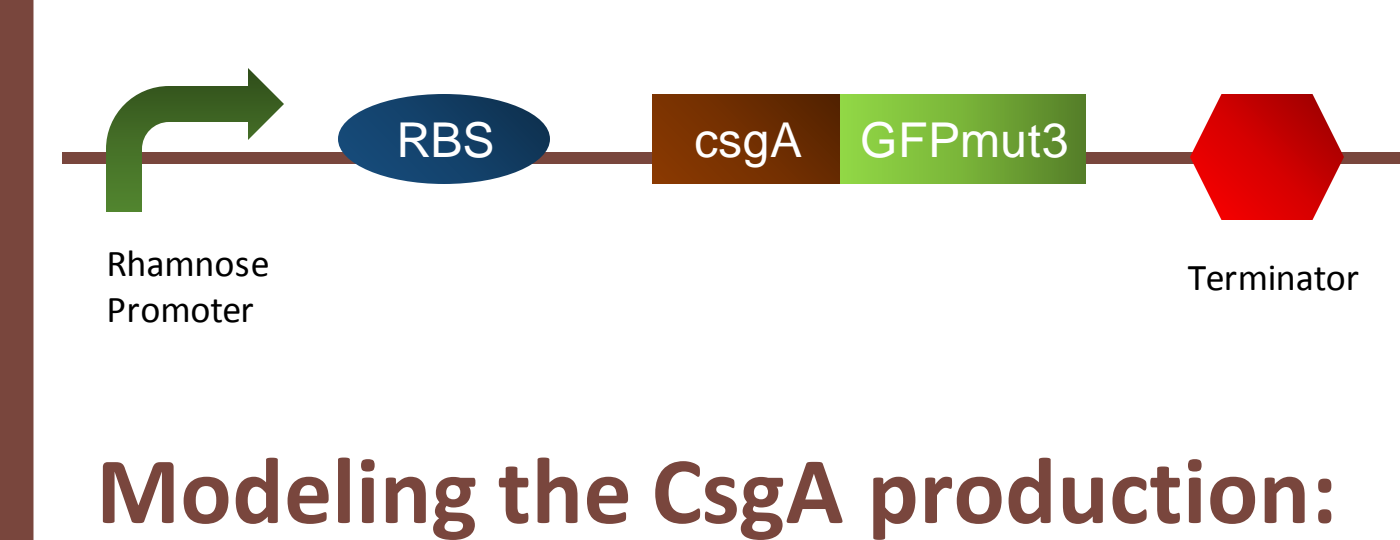 RBS
csgA
GFPmut3
Rhamnose
Promoter
Terminator
Modeling the CsgA production: